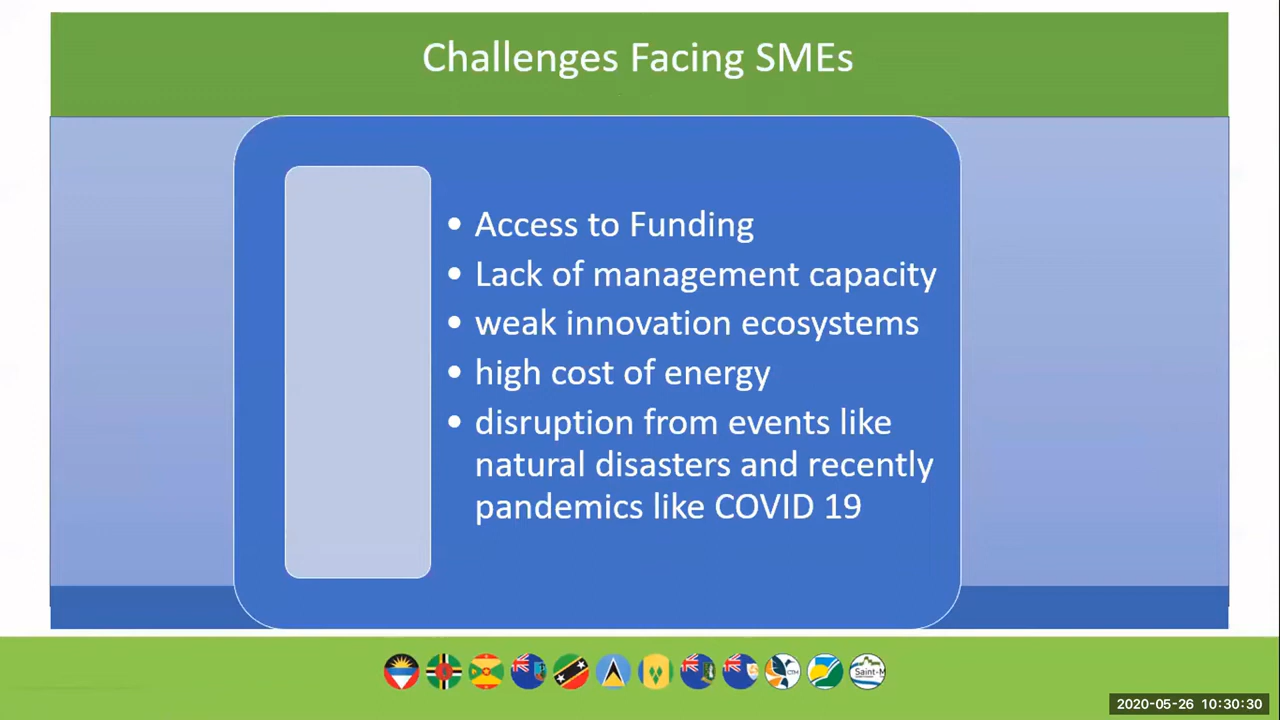 Challenges Facing SMEs
• Access to Funding
• Lack of management capacity
• weak innovation ecosystems
• high cost of energy
• disruption from events like
natural disasters and recently
pandemics like COVID 19
Saint-M
2020-05-26 10:30:30